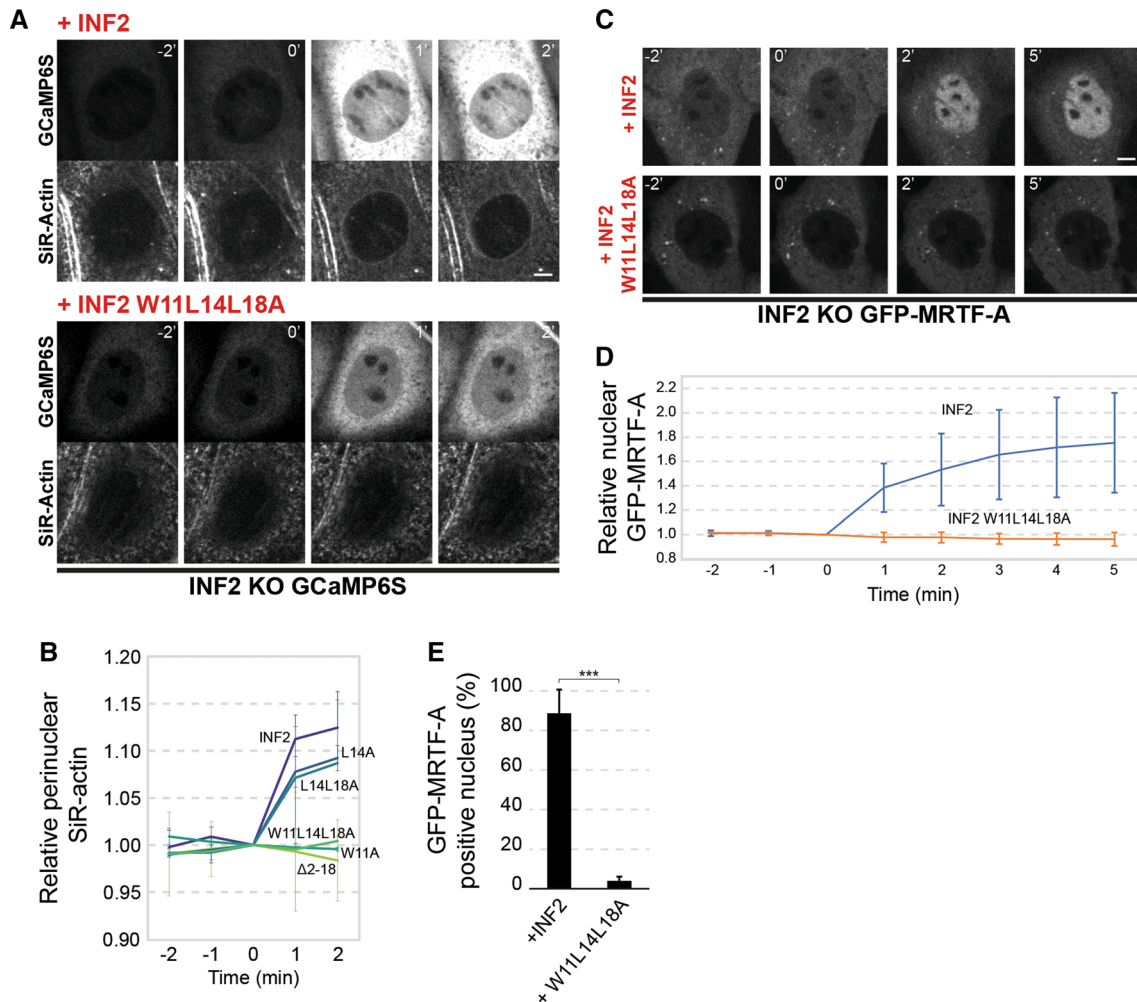 A
+ INF2
GCaMP6S
-2’ 0’ 1’ 2’
SiR-Actin
+ INF2 W11L14L18A
GCaMP6S
-2’ 0’ 1’ 2’
SiR-Actin
INF2 KO GCaMP6S
B
Relative perinuclear
SiR-actin
1.20
1.15
1.10
1.05
1.00
0.95
0.90
INF2
L14A
L14L18A
W11L14L18A
W11A
Δ2-18
-2 -1 0 1 2
Time (min)
C
+ INF2
-2’ 0’ 2’ 5’
+ INF2
W11L14L18A
-2’ 0’ 2’ 5’
INF2 KO GFP-MRTF-A
D
Relative nuclear
GFP-MRTF-A
2.2
2.0
1.8
1.6
1.4
1.2
1.0
0.8
INF2
INF2 W11L14L18A
-2 -1 0 1 2 3 4 5
Time (min)
E
GFP-MRTF-A
positive nucleus (%)
100
80
60
40
20
0
***
+INF2
+ W11L14L18A